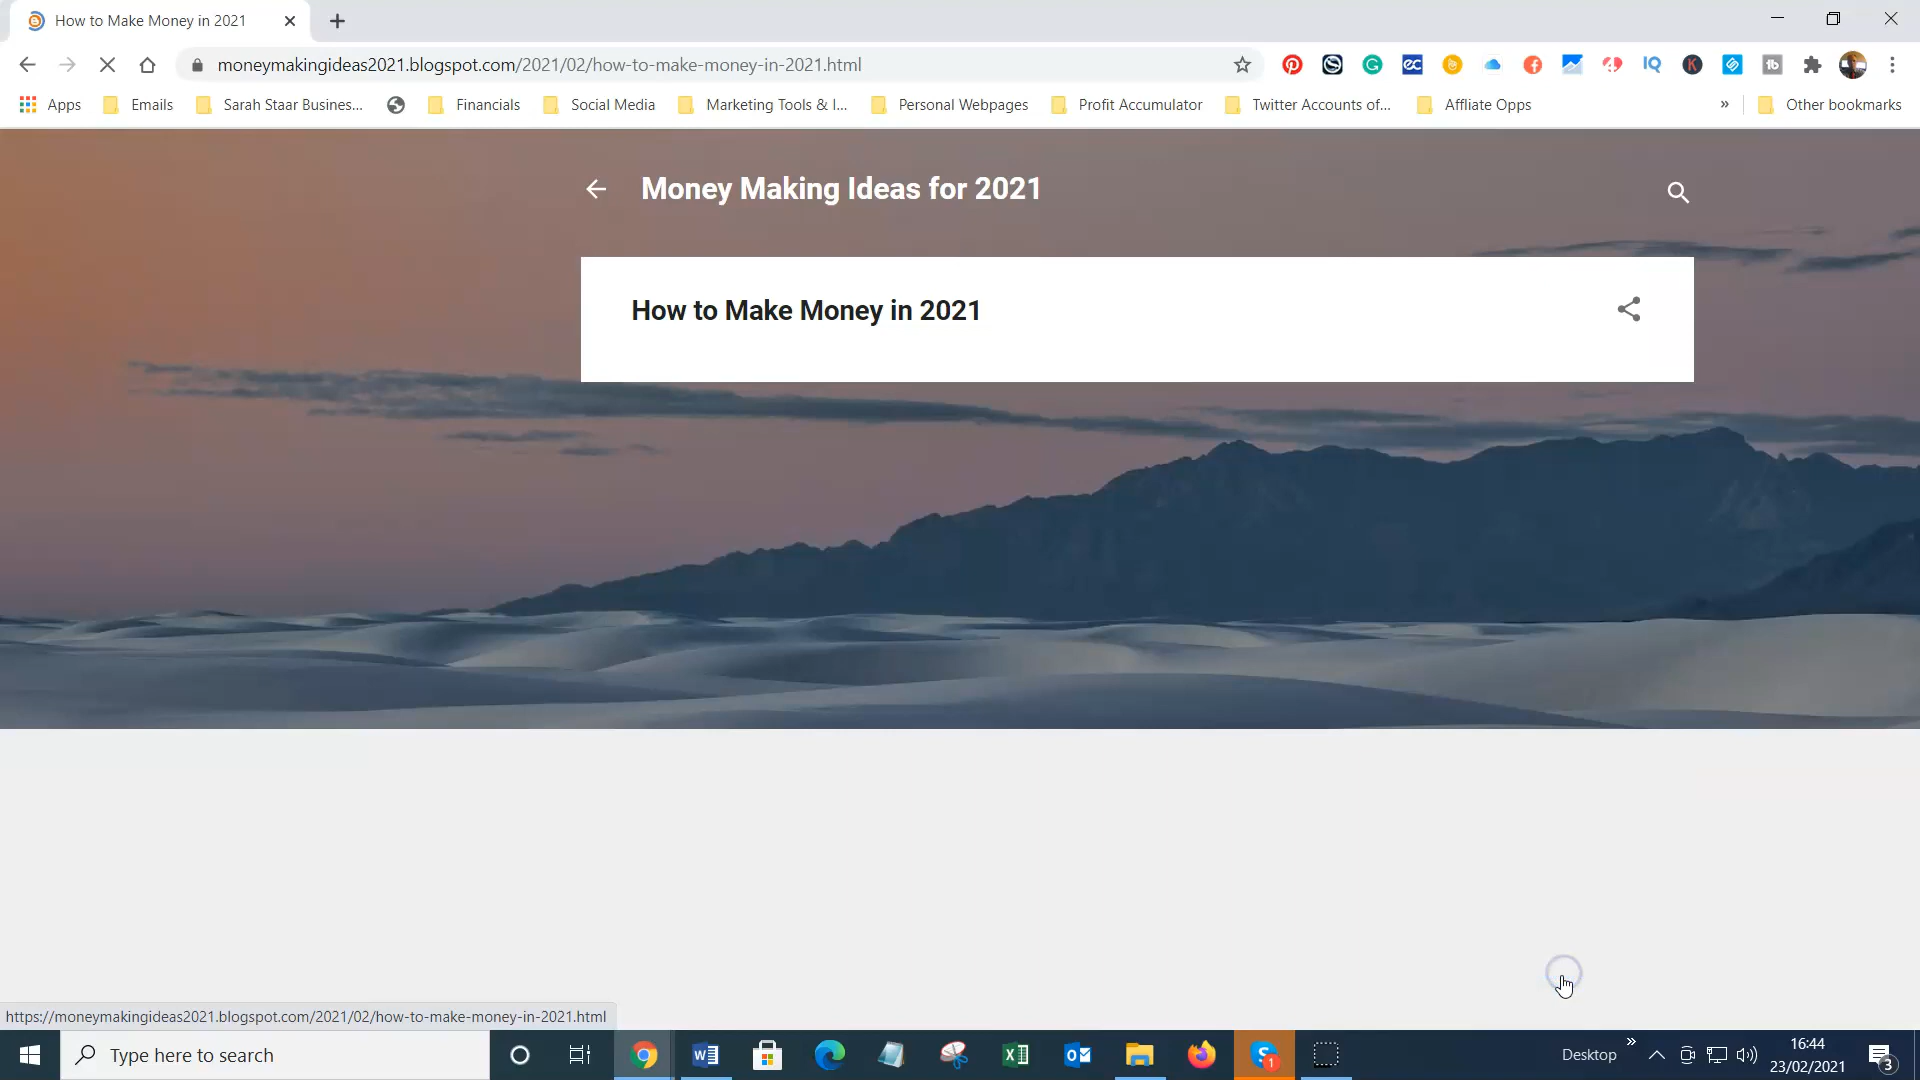 How to Make Money in 2021
moneymakingideas2021.blogspot.com/2021/02/how-to-make-money-in-2021.html
Apps Emails Sarah Staar Busines... Financials Social Media Marketing Tools & I... Personal Webpages Profit Accumulator Twitter Accounts of... Affliate Opps » Other bookmarks
Money Making Ideas for 2021
How to Make Money in 2021
https://moneymakingideas2021.blogspot.com/2021/02/how-to-make-money-in-2021.html
Type here to search
Desktop
16:44
23/02/2021
3